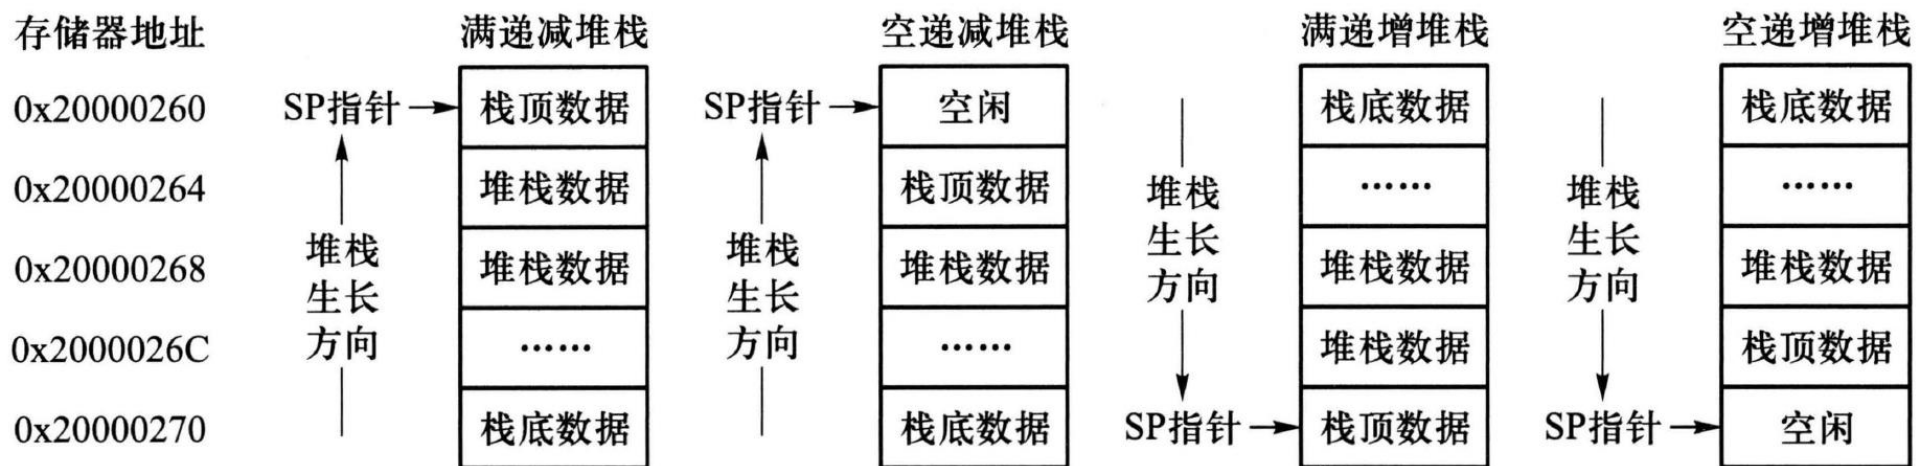 存储器地址 满递减堆栈 空递减堆栈 满递增堆栈 空递增堆栈
0x20000260 SP指针 栈顶数据 SP指针 空闲 栈底数据 栈底数据
0x20000264 堆栈数据 栈顶数据 …… ……
0x20000268 堆栈数据 堆栈数据 堆栈数据 堆栈数据
0x2000026C …… …… 堆栈数据 栈顶数据
0x20000270 栈底数据 栈底数据 SP指针 栈顶数据 SP指针 空闲
堆栈
生长
方向
堆栈
生长
方向
堆栈
生长
方向
堆栈
生长
方向